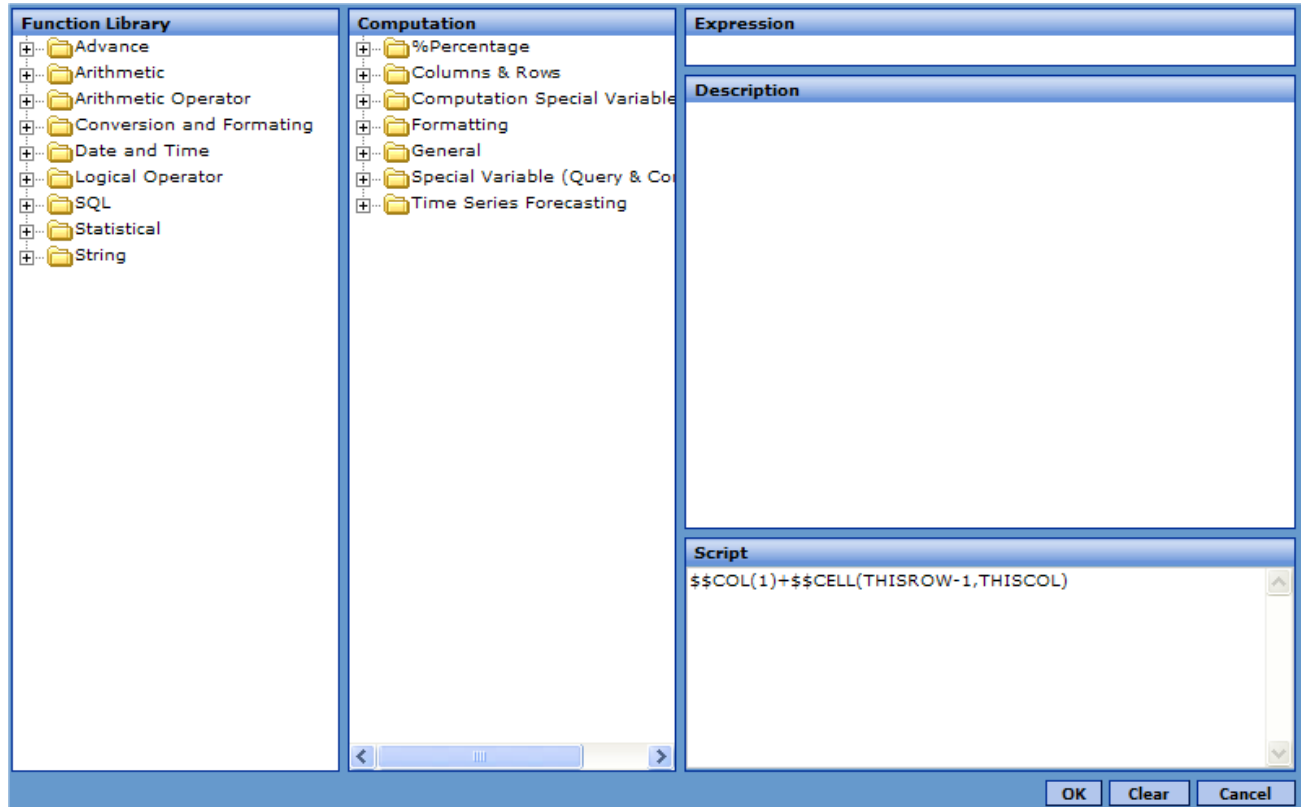 Function Library
Advance
Arithmetic
Arithmetic Operator
Conversion and Formating
Date and Time
Logical Operator
SQL
Statistical
String
Computation
%Percentage
Columns & Rows
Computation Special Variable
Formatting
General
Special Variable (Query & Co
Time Series Forecasting
Expression
Description
Script
$$COL(1)+$$CELL(THISROW-1,THISCOL)
OK Clear Cancel